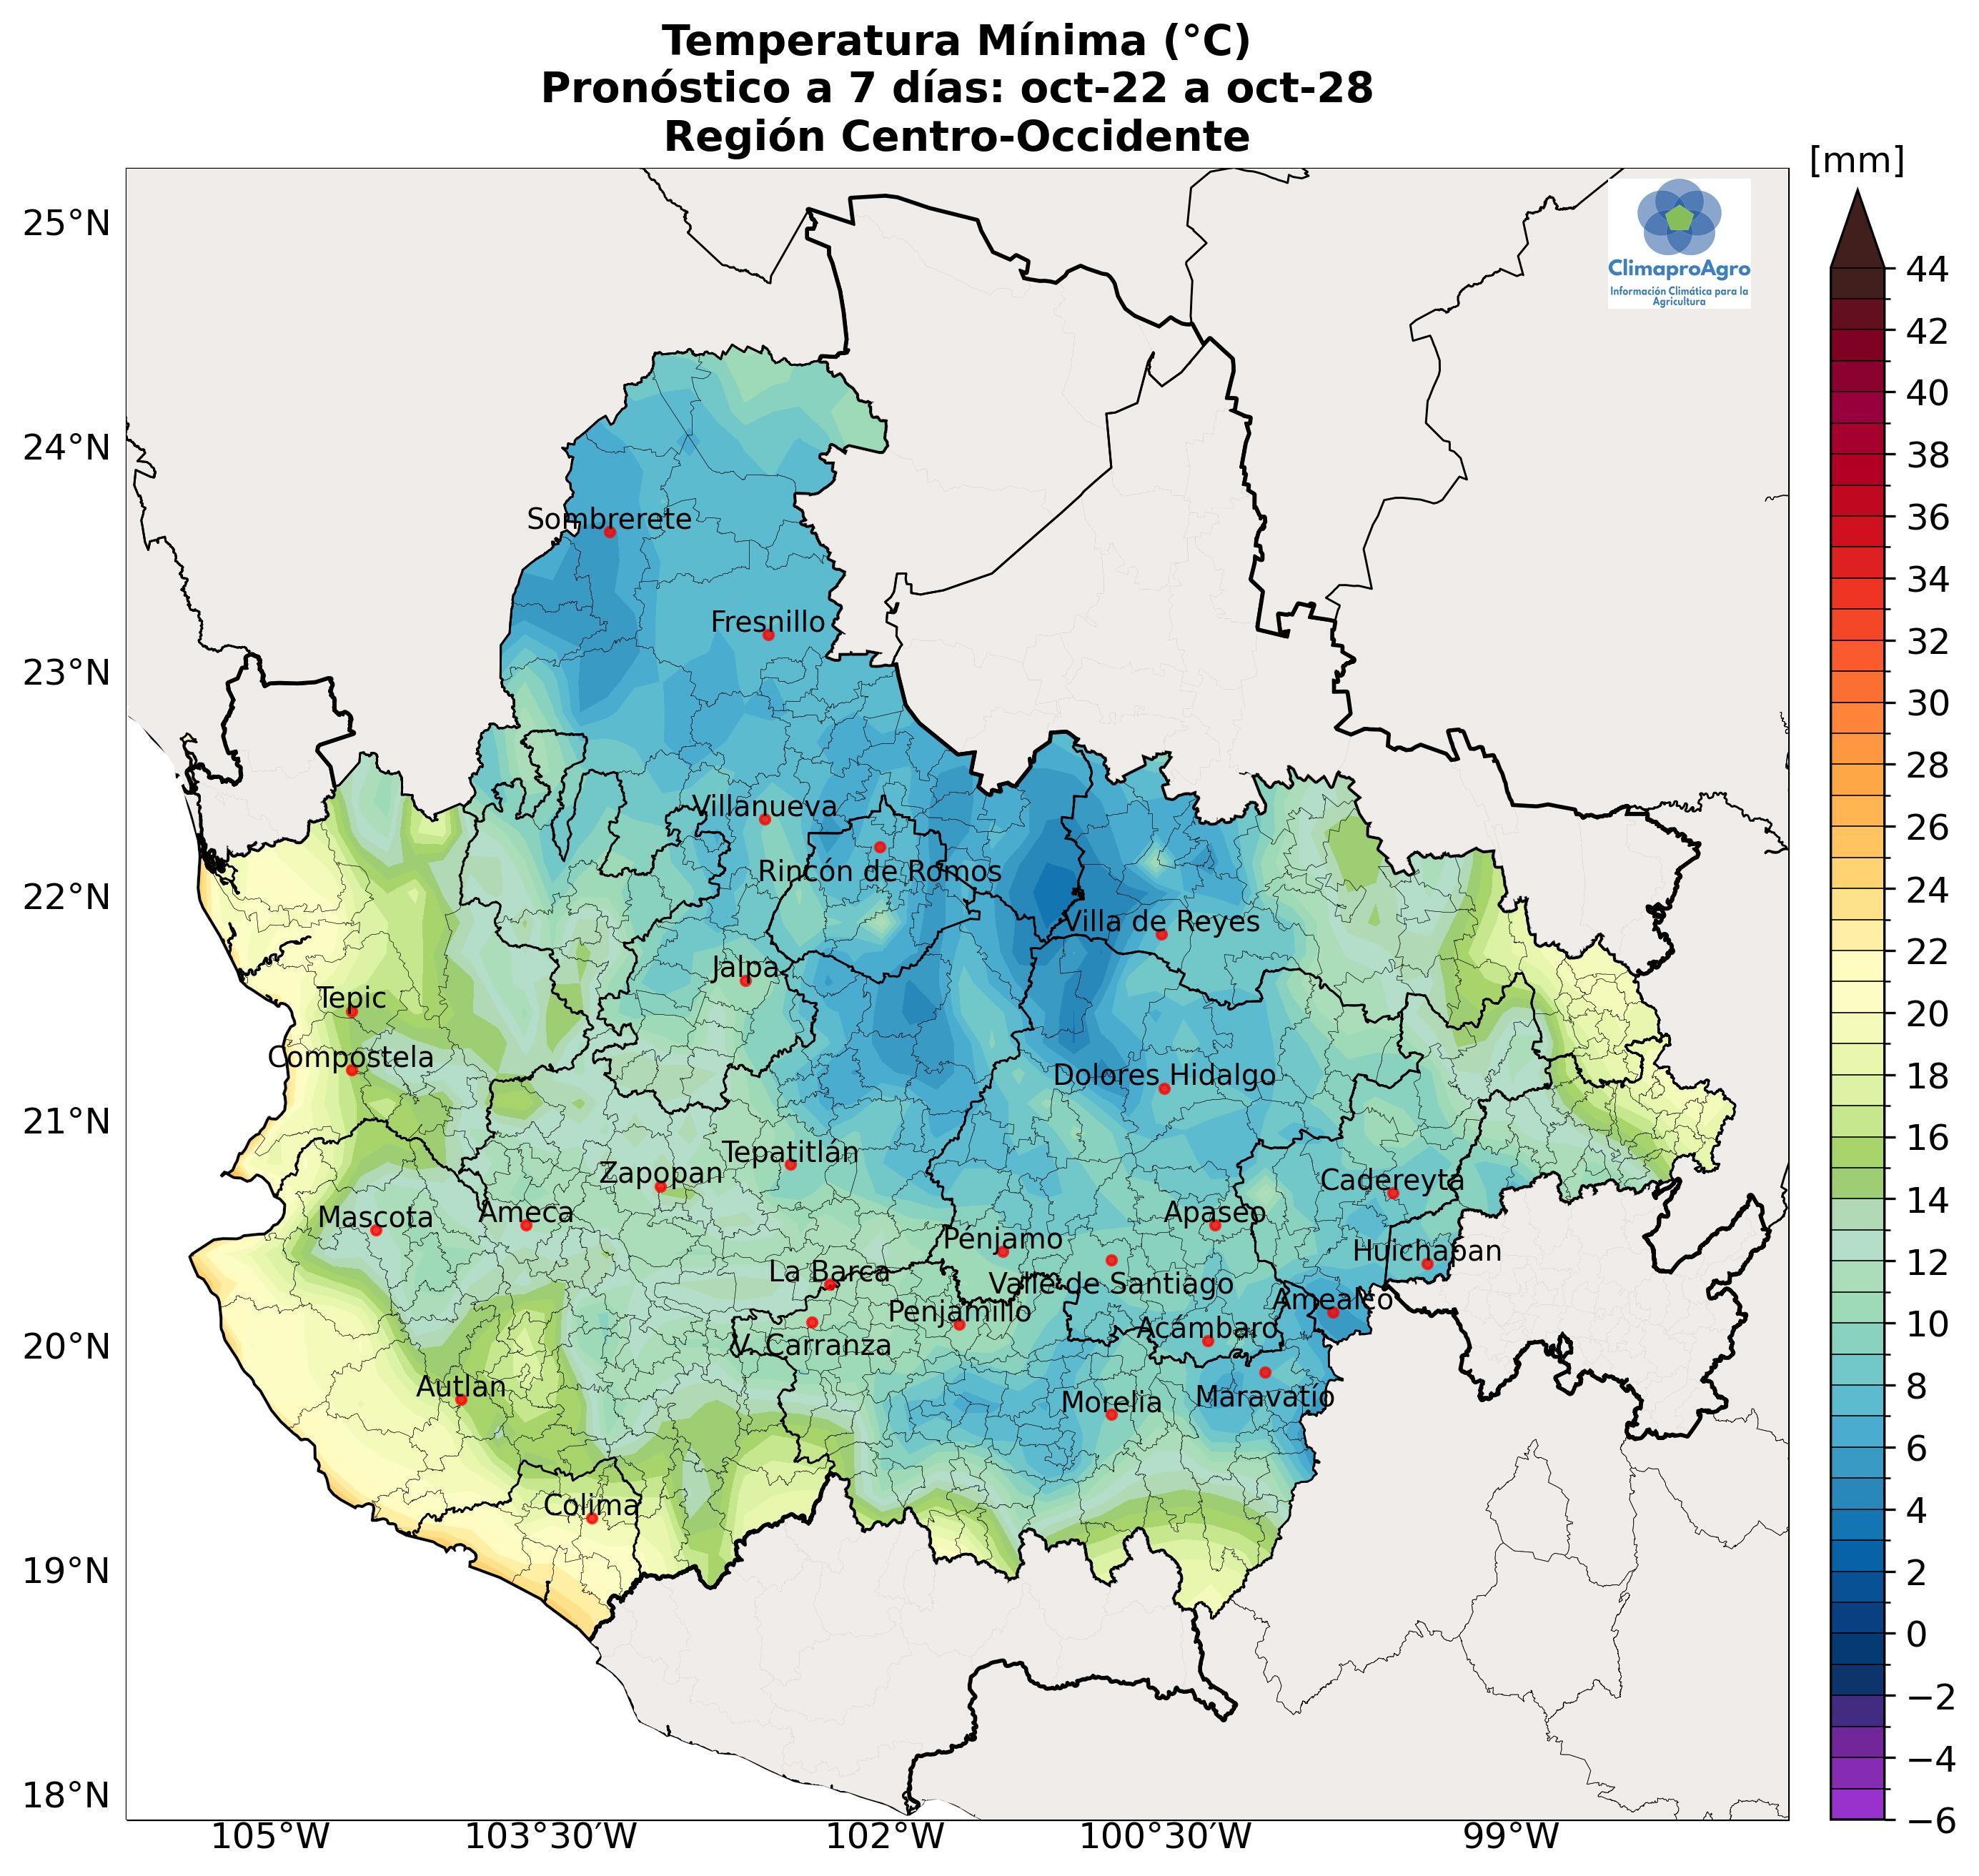 Temperatura Mínima (°C)
Pronóstico a 7 días: oct-22 a oct-28
Región Centro-Occidente
[mm]
ClimaproAgro
Información Climática para la
Agricultura
25°N
24°N
23°N
22°N
21°N
20°N
19°N
18°N
Sombrerete
Fresnillo
Villanueva
Rincón de Romos
Villa de Reyes
Jalpa
Tepic
Compostela
Dolores Hidalgo
Tepatitlán
Zapopan
Cadereyta
Mascota
Ameca
Apaseo
Pénjamo
Huichapan
La Barca
Valle de Santiago
Amealco
Penjamillo
Acámbaro
V. Carranza
Autlan
Morelia
Maravatío
Colima
105°W
103°30′W
102°W
100°30′W
99°W
44
42
40
38
36
34
32
30
28
26
24
22
20
18
16
14
12
10
8
6
4
2
0
−2
−4
−6